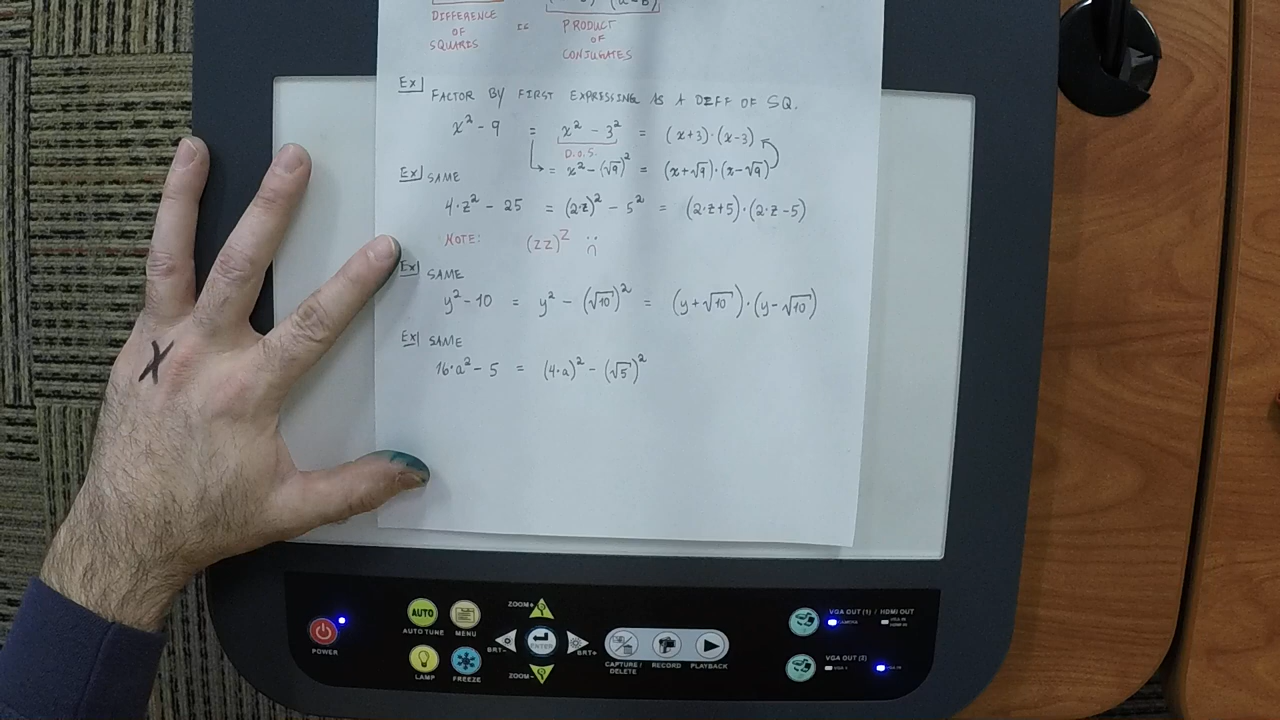 DIFFERENCE OF SQUARES IS PRODUCT OF CONJUGATES
Ex| FACTOR BY FIRST EXPRESSING AS A DIFF OF SQ.
x² - 9 = x² - 3² = (x+3)·(x-3)
D.O.S.
= x² - (√9)² = (x+√9)·(x-√9)
Ex| SAME
4·z² - 25 = (2·z)² - 5² = (2·z+5)·(2·z-5)
NOTE: (zz)^z
Ex| SAME
y² - 10 = y² - (√10)² = (y+√10)·(y-√10)
Ex| SAME
16·a² - 5 = (4·a)² - (√5)²
X
POWER
AUTO
AUTO TUNE
MENU
LAMP
FREEZE
ZOOM+
BRT-
ENTER
BRT+
ZOOM-
CAPTURE / DELETE
RECORD
PLAYBACK
VGA OUT (1) / HDMI OUT
CAMERA
VGA OUT (2)